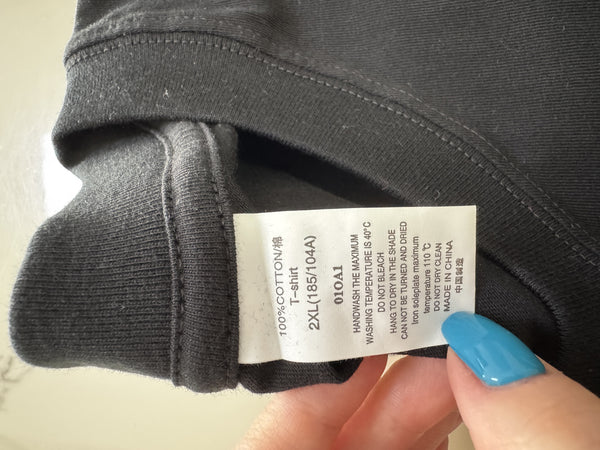 100%COTTON/棉
T-shirt
2XL(185/104A)
010A1
HANDWASH THE MAXIMUM
WASHING TEMPERATURE IS 40℃
DO NOT BLEACH
HANG TO DRY IN THE SHADE
CAN NOT BE TURNED AND DRIED
Iron soleplate maximum
temperature 110℃
DO NOT DRY CLEAN
MADE IN CHINA
中国制造